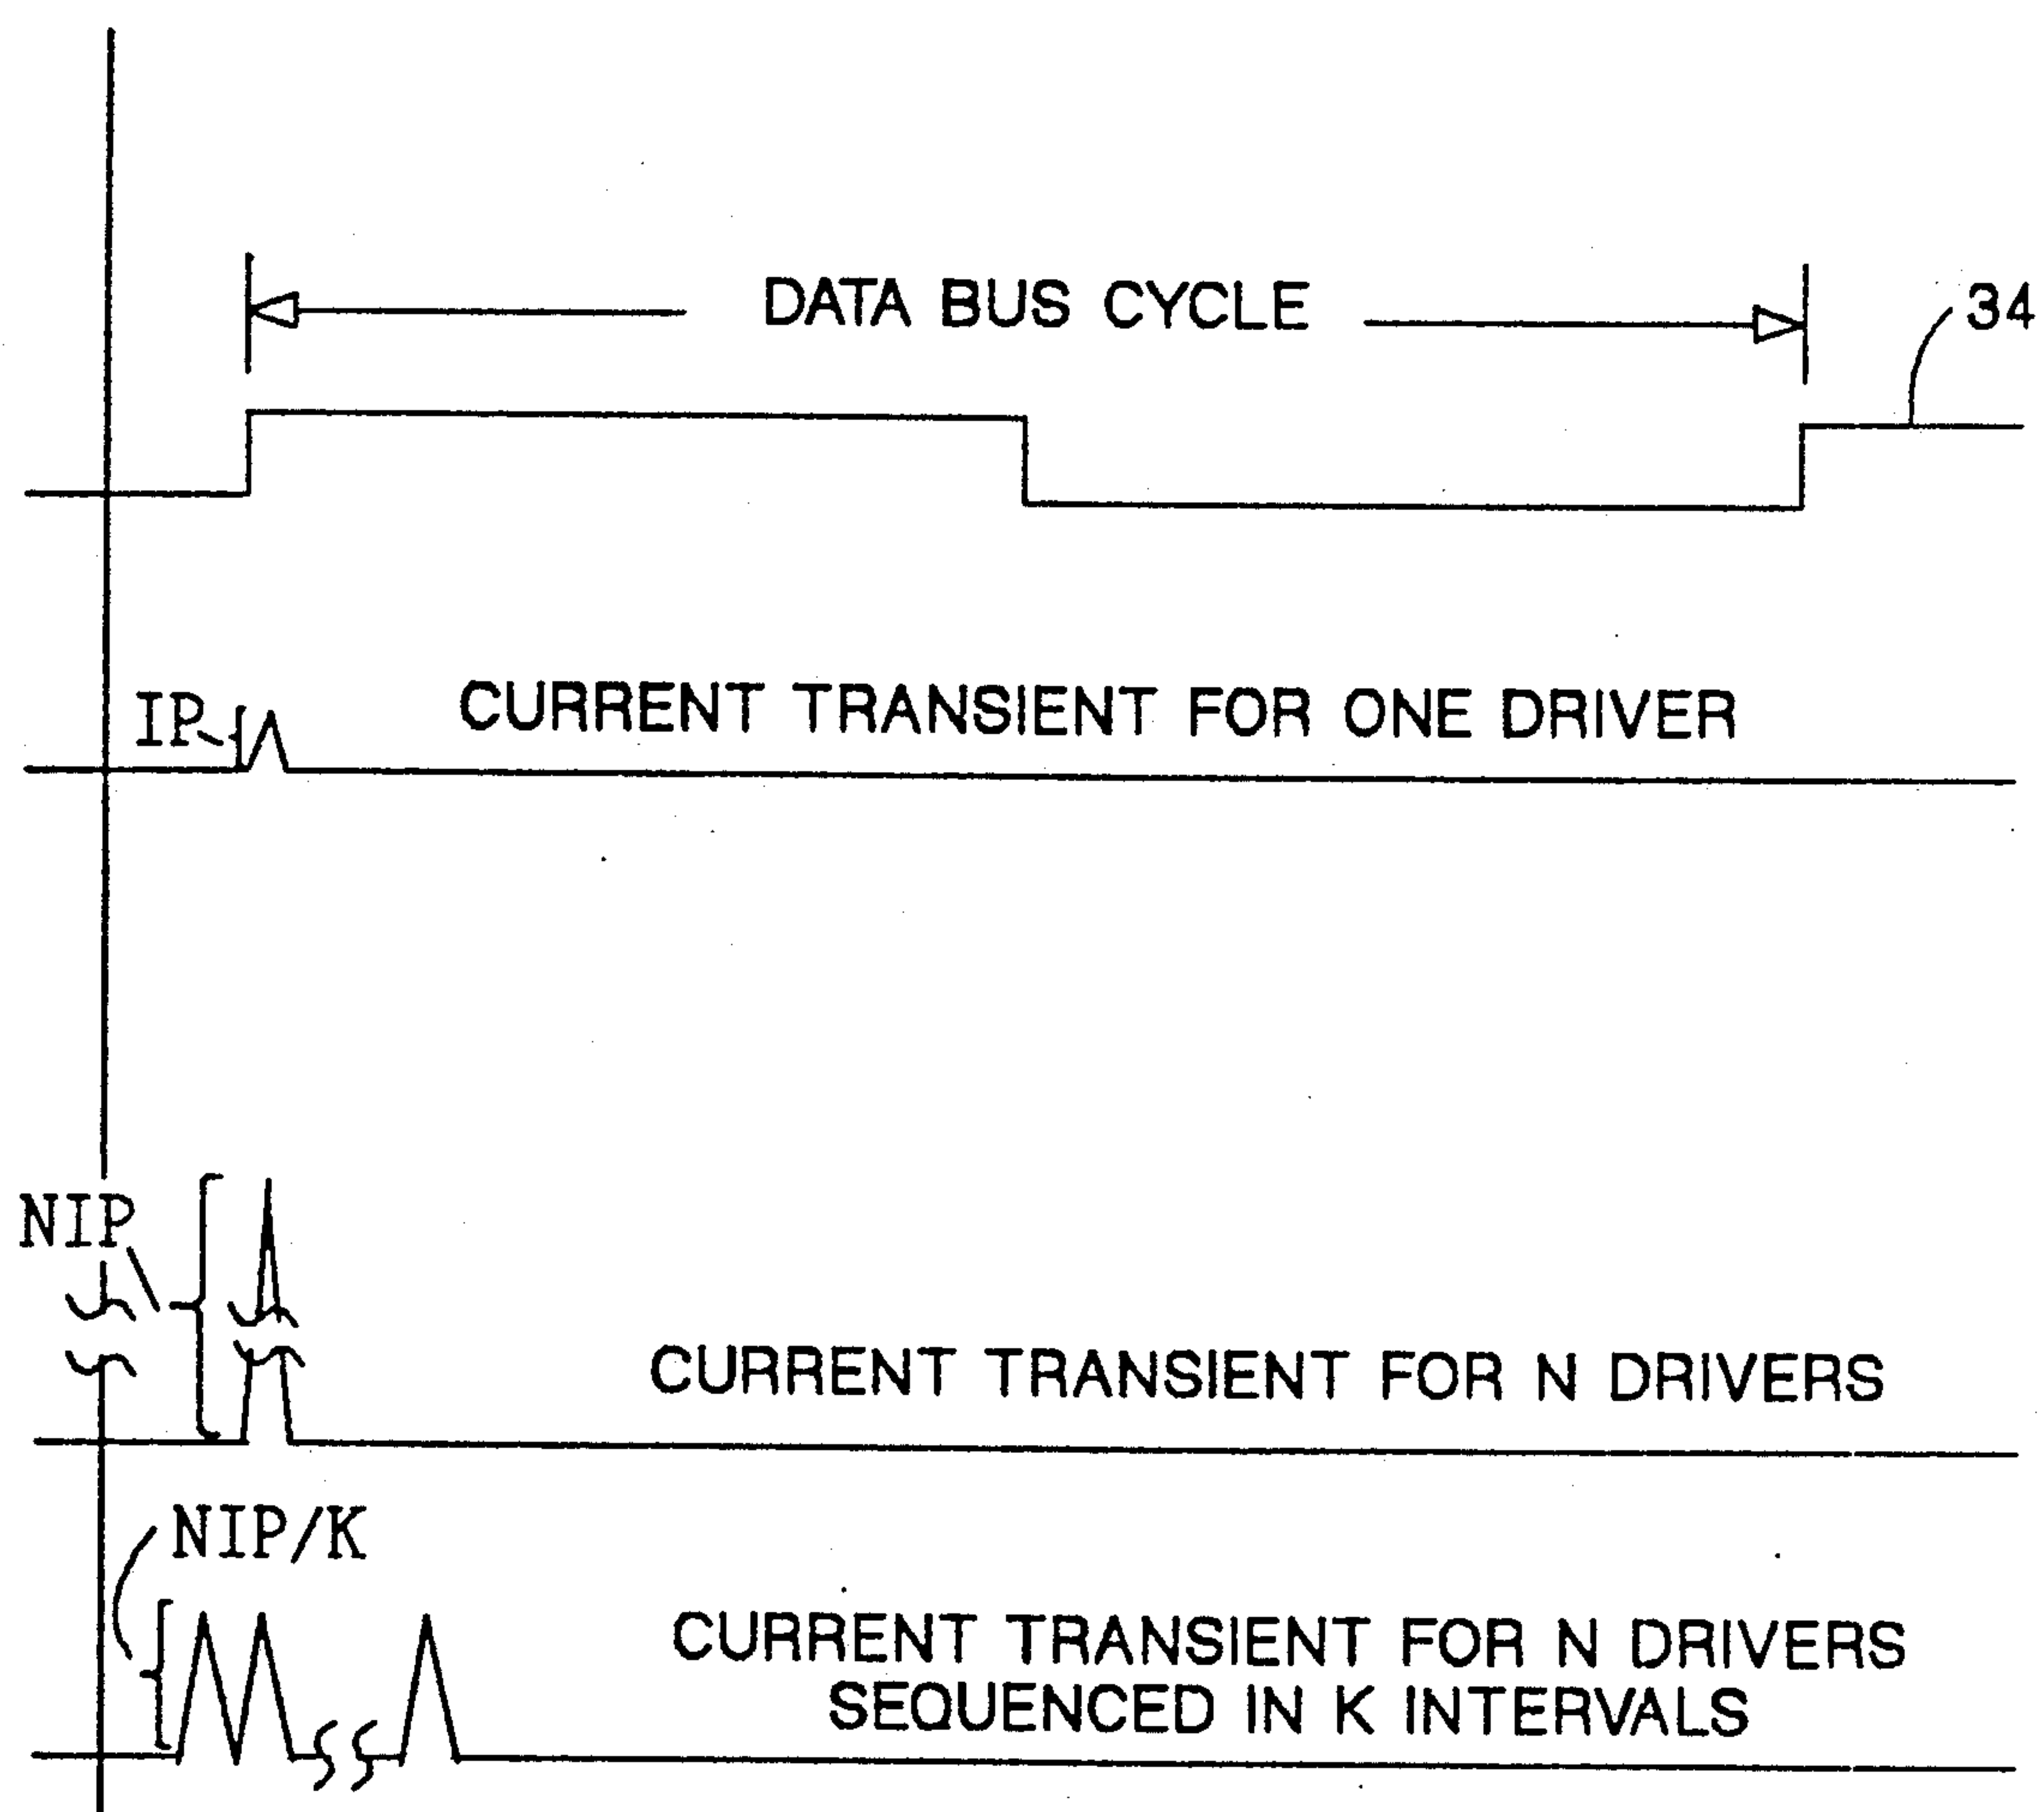 DATA BUS CYCLE
34
IP
CURRENT TRANSIENT FOR ONE DRIVER
NIP
CURRENT TRANSIENT FOR N DRIVERS
NIP/K
CURRENT TRANSIENT FOR N DRIVERS
SEQUENCED IN K INTERVALS